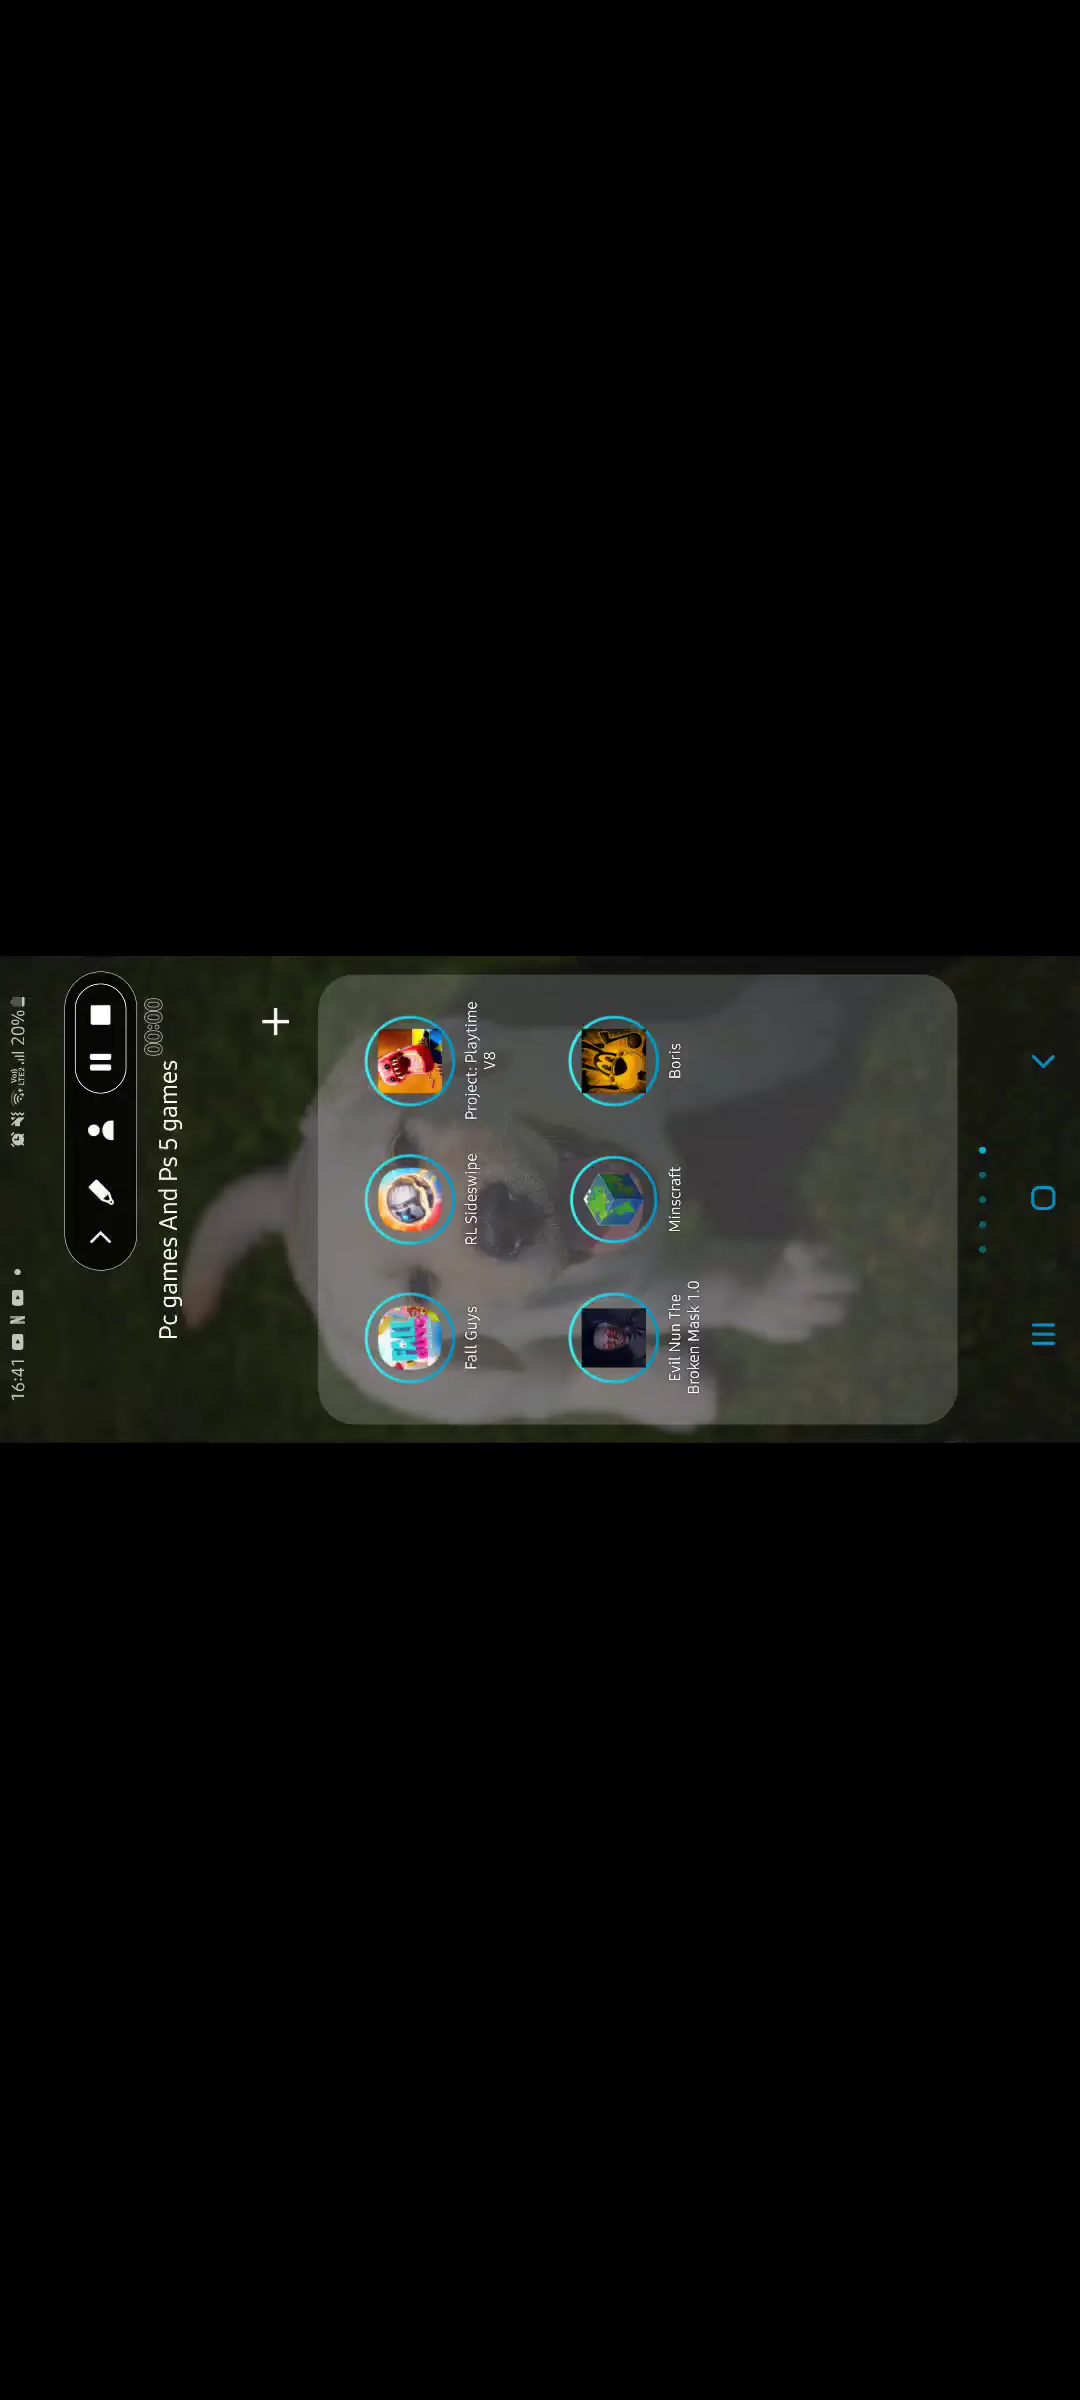 16:41
20%
00:00
Pc games And Ps 5 games
Fall Guys
RL Sideswipe
Project: Playtime
V8
Evil Nun The
Broken Mask 1.0
Minscraft
Boris